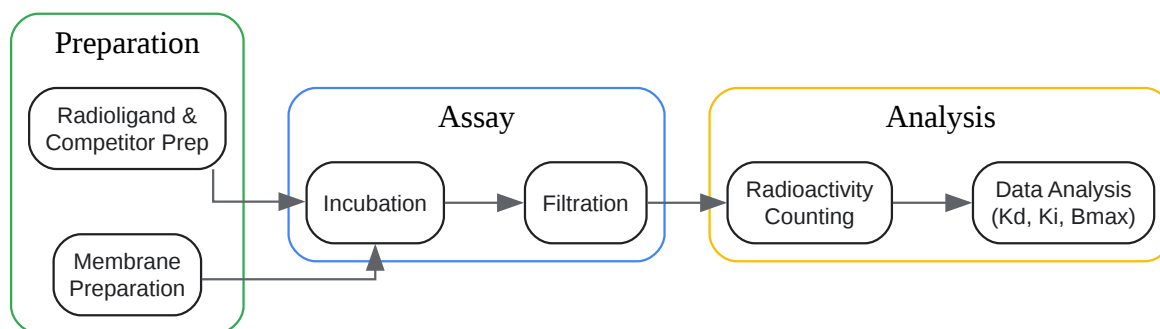 Preparation
Radioligand &
Competitor Prep
Membrane
Preparation
Assay
Incubation
Filtration
Analysis
Radioactivity
Counting
Data Analysis
(Kd, Ki, Bmax)